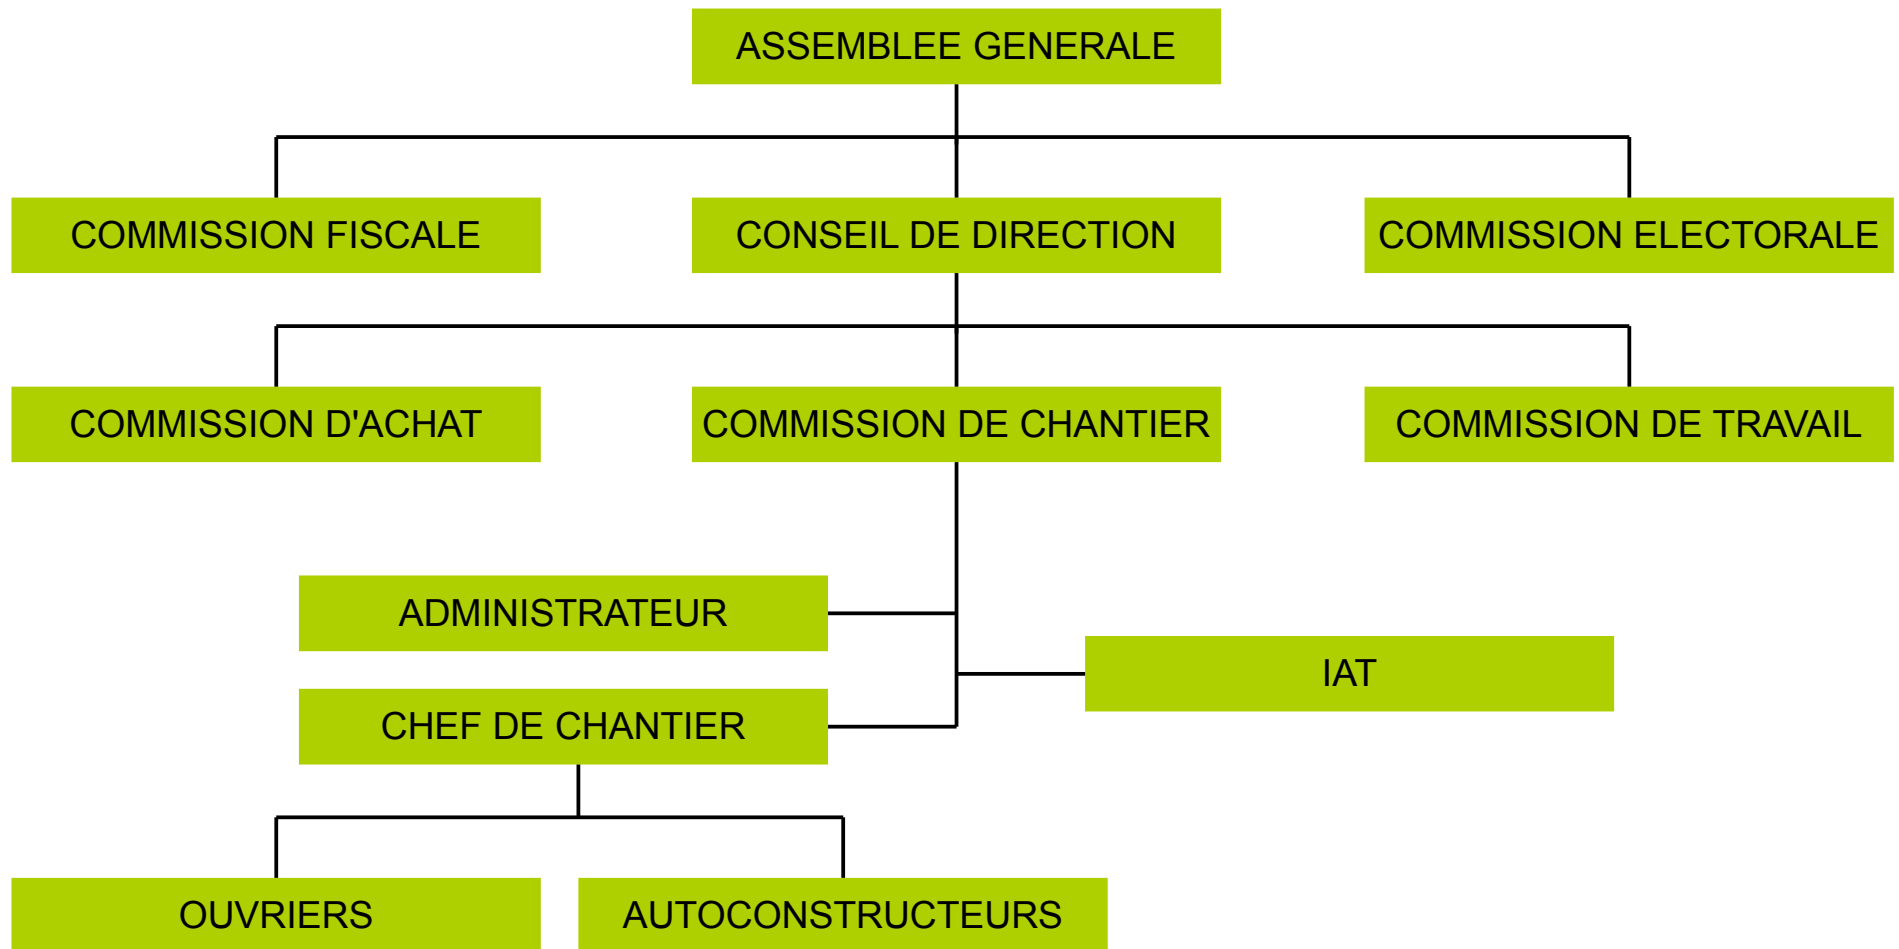 ASSEMBLEE GENERALE
COMMISSION FISCALE
CONSEIL DE DIRECTION
COMMISSION ELECTORALE
COMMISSION D'ACHAT
COMMISSION DE CHANTIER
COMMISSION DE TRAVAIL
ADMINISTRATEUR
IAT
CHEF DE CHANTIER
OUVRIERS
AUTOCONSTRUCTEURS